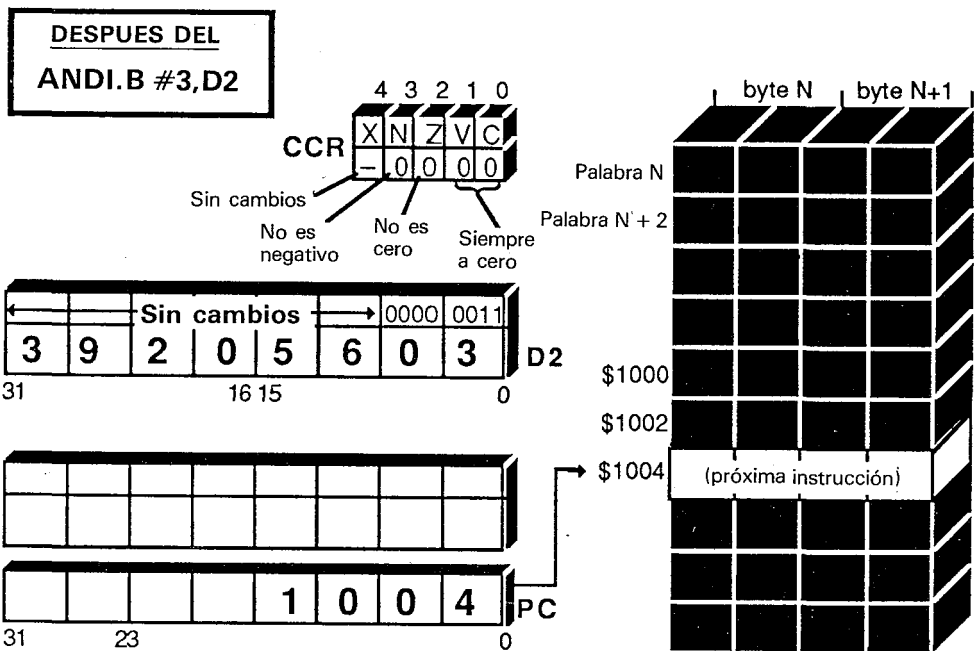 DESPUES DEL
ANDI.B #3,D2
4 3 2 1 0
CCR X N Z V C
– 0 0 0 0
Sin cambios
No es
negativo
No es
cero
Siempre
a cero
Sin cambios 0000 0011
3 9 2 0 5 6 0 3 D2
31 16 15 0
1 0 0 4 PC
31 23 0
byte N byte N+1
Palabra N
Palabra N + 2
$1000
$1002
$1004 (próxima instrucción)